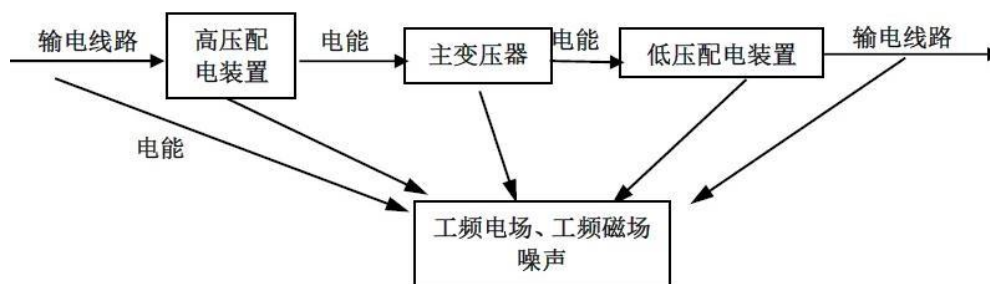 输电线路
高压配
电装置
电能
主变压器
电能
低压配电装置
输电线路
电能
工频电场、工频磁场
噪声